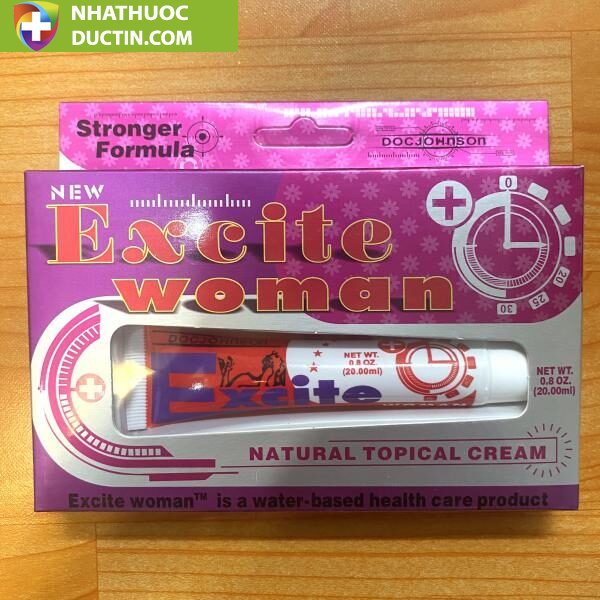 NHATHUOC
DUCTIN.COM
Stronger
Formula
DOCJOHNSON
NEW
Excite
woman
0
20
25
30
DOCJOHNSON
Excite
WOMAN
NET WT.
0.8 OZ.
(20.00ml)
NET WT.
0.8 OZ.
(20.00ml)
NATURAL TOPICAL CREAM
Excite woman™ is a water-based health care product